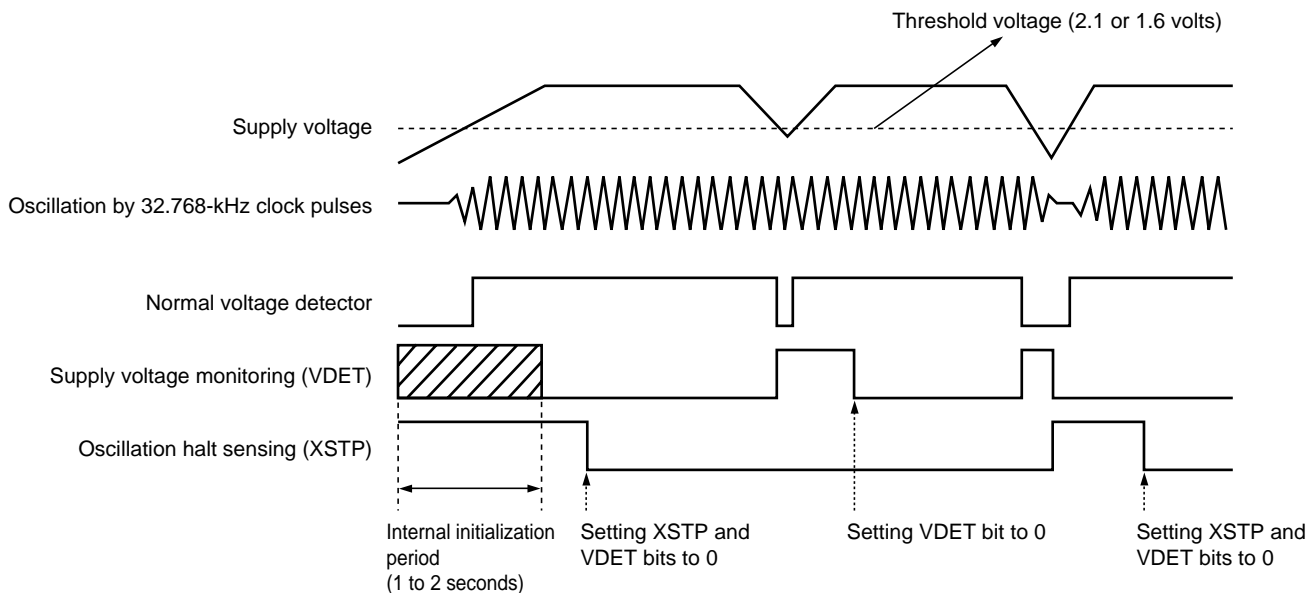 Threshold voltage (2.1 or 1.6 volts)
Supply voltage
Oscillation by 32.768-kHz clock pulses
Normal voltage detector
Supply voltage monitoring (VDET)
Oscillation halt sensing (XSTP)
Internal initialization
period
(1 to 2 seconds)
Setting XSTP and
VDET bits to 0
Setting VDET bit to 0
Setting XSTP and
VDET bits to 0